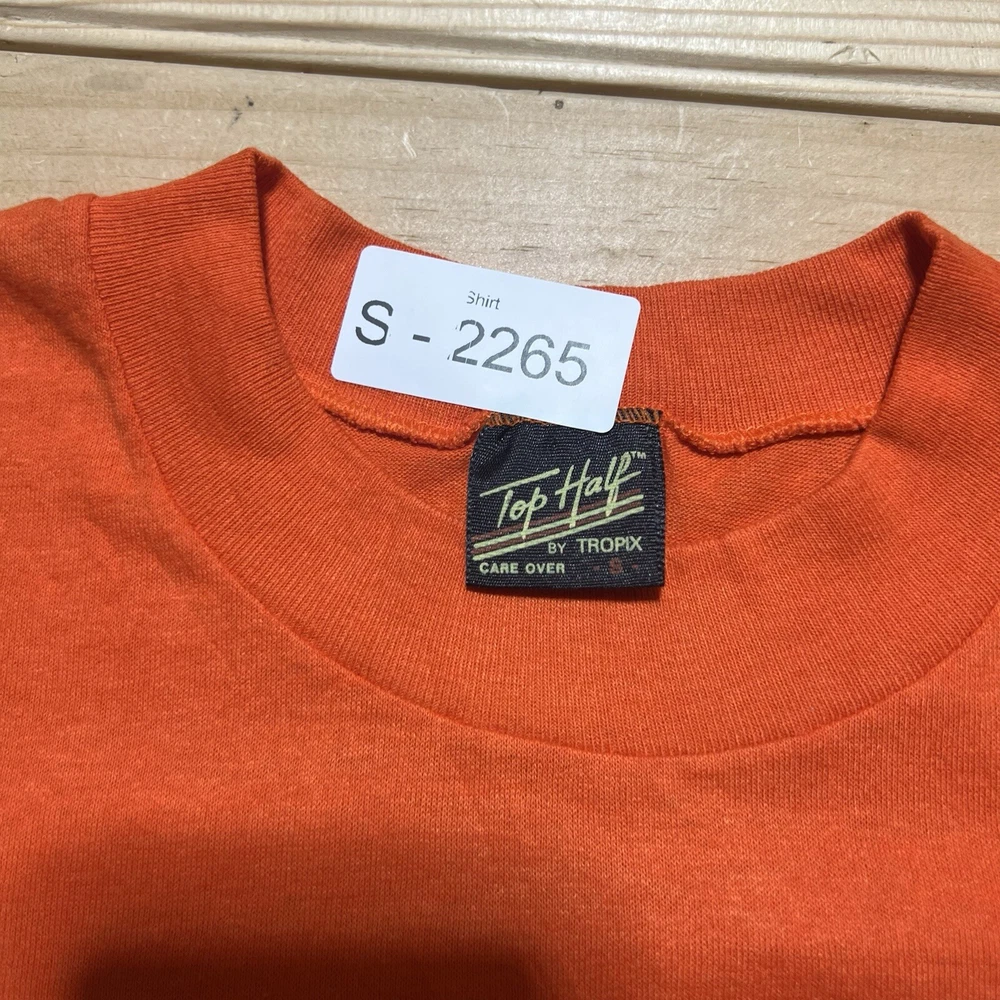 Shirt
S - 2265
Top Half™
BY TROPIX
CARE OVER - S -